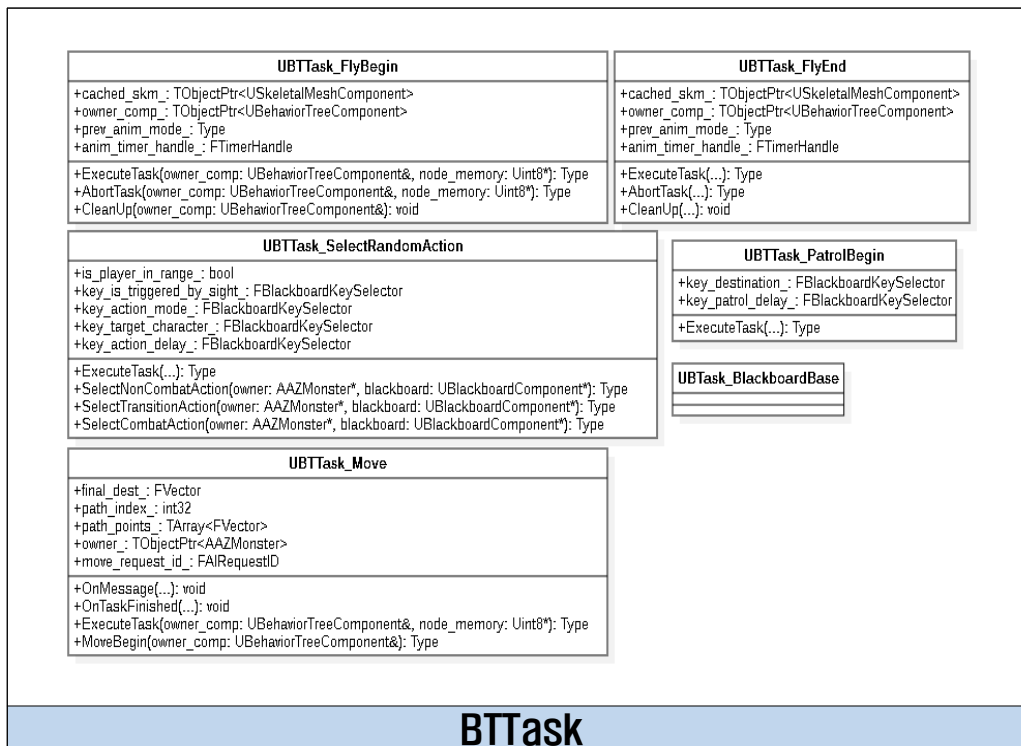 UBTTask_FlyBegin
+cached_skm_: TObjectPtr<USkeletalMeshComponent>
+owner_comp_: TObjectPtr<UBehaviorTreeComponent>
+prev_anim_mode_: Type
+anim_timer_handle_: FTimerHandle
+ExecuteTask(owner_comp: UBehaviorTreeComponent&, node_memory: Uint8*): Type
+AbortTask(owner_comp: UBehaviorTreeComponent&, node_memory: Uint8*): Type
+CleanUp(owner_comp: UBehaviorTreeComponent&): void
UBTTask_FlyEnd
+cached_skm_: TObjectPtr<USkeletalMeshComponent>
+owner_comp_: TObjectPtr<UBehaviorTreeComponent>
+prev_anim_mode_: Type
+anim_timer_handle_: FTimerHandle
+ExecuteTask(...): Type
+AbortTask(...): Type
+CleanUp(...): void
UBTTask_SelectRandomAction
+is_player_in_range_: bool
+key_is_triggered_by_sight_: FBlackboardKeySelector
+key_action_mode_: FBlackboardKeySelector
+key_target_character_: FBlackboardKeySelector
+key_action_delay_: FBlackboardKeySelector
+ExecuteTask(...): Type
+SelectNonCombatAction(owner: AAZMonster*, blackboard: UBlackboardComponent*): Type
+SelectTransitionAction(owner: AAZMonster*, blackboard: UBlackboardComponent*): Type
+SelectCombatAction(owner: AAZMonster*, blackboard: UBlackboardComponent*): Type
UBTTask_PatrolBegin
+key_destination_: FBlackboardKeySelector
+key_patrol_delay_: FBlackboardKeySelector
+ExecuteTask(...): Type
UBTask_BlackboardBase
UBTTask_Move
+final_dest_: FVector
+path_index_: int32
+path_points_: TArray<FVector>
+owner_: TObjectPtr<AAZMonster>
+move_request_id_: FAIRequestID
+OnMessage(...): void
+OnTaskFinished(...): void
+ExecuteTask(owner_comp: UBehaviorTreeComponent&, node_memory: Uint8*): Type
+MoveBegin(owner_comp: UBehaviorTreeComponent&): Type
BTTask